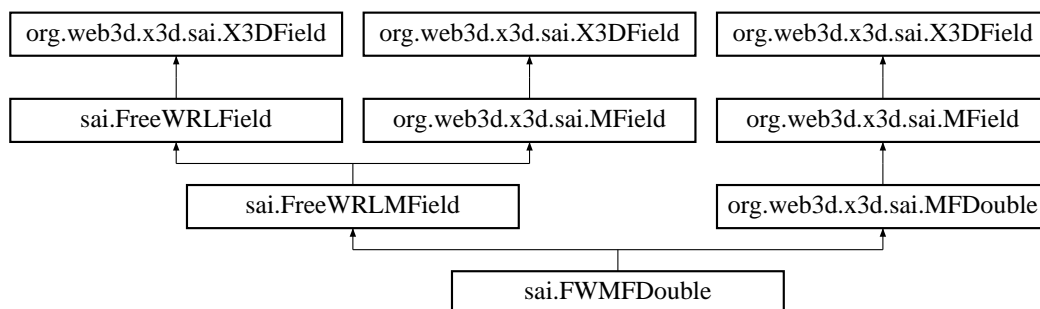 org.web3d.x3d.sai.X3DField
org.web3d.x3d.sai.X3DField
org.web3d.x3d.sai.X3DField
sai.FreeWRLField
org.web3d.x3d.sai.MField
org.web3d.x3d.sai.MField
sai.FreeWRLMField
org.web3d.x3d.sai.MFDouble
sai.FWMFDouble